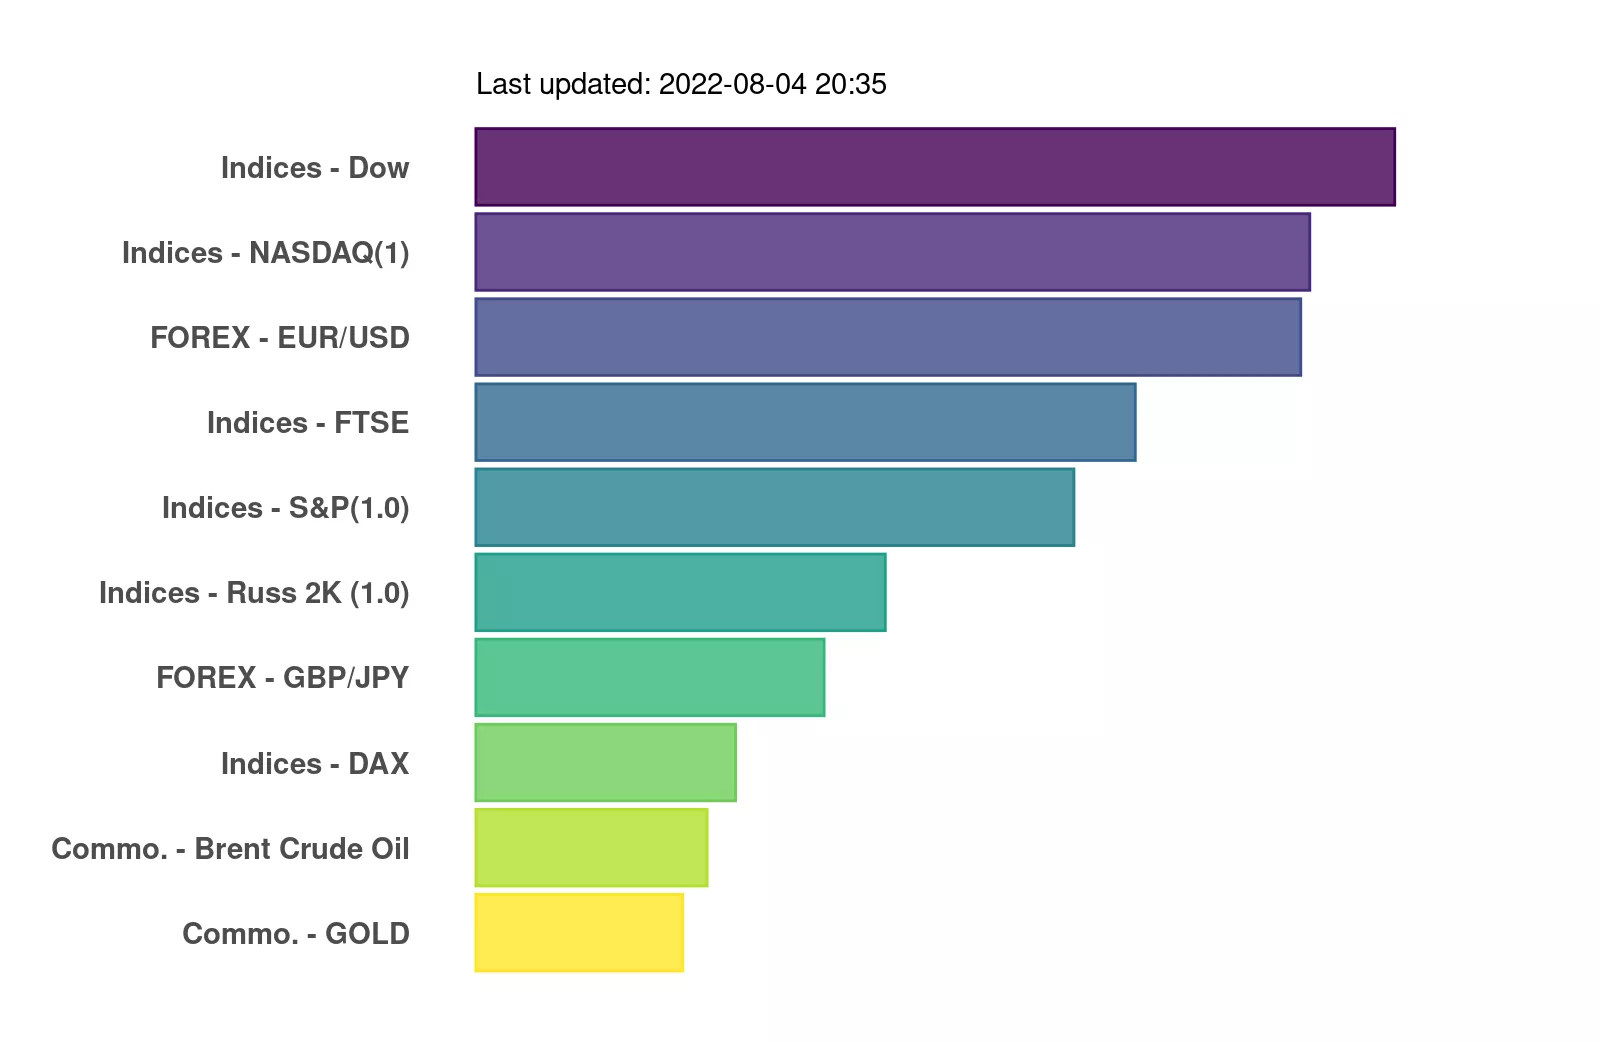 Last updated: 2022-08-04 20:35
Indices - Dow
Indices - NASDAQ(1)
FOREX - EUR/USD
Indices - FTSE
Indices - S&P(1.0)
Indices - Russ 2K (1.0)
FOREX - GBP/JPY
Indices - DAX
Commo. - Brent Crude Oil
Commo. - GOLD